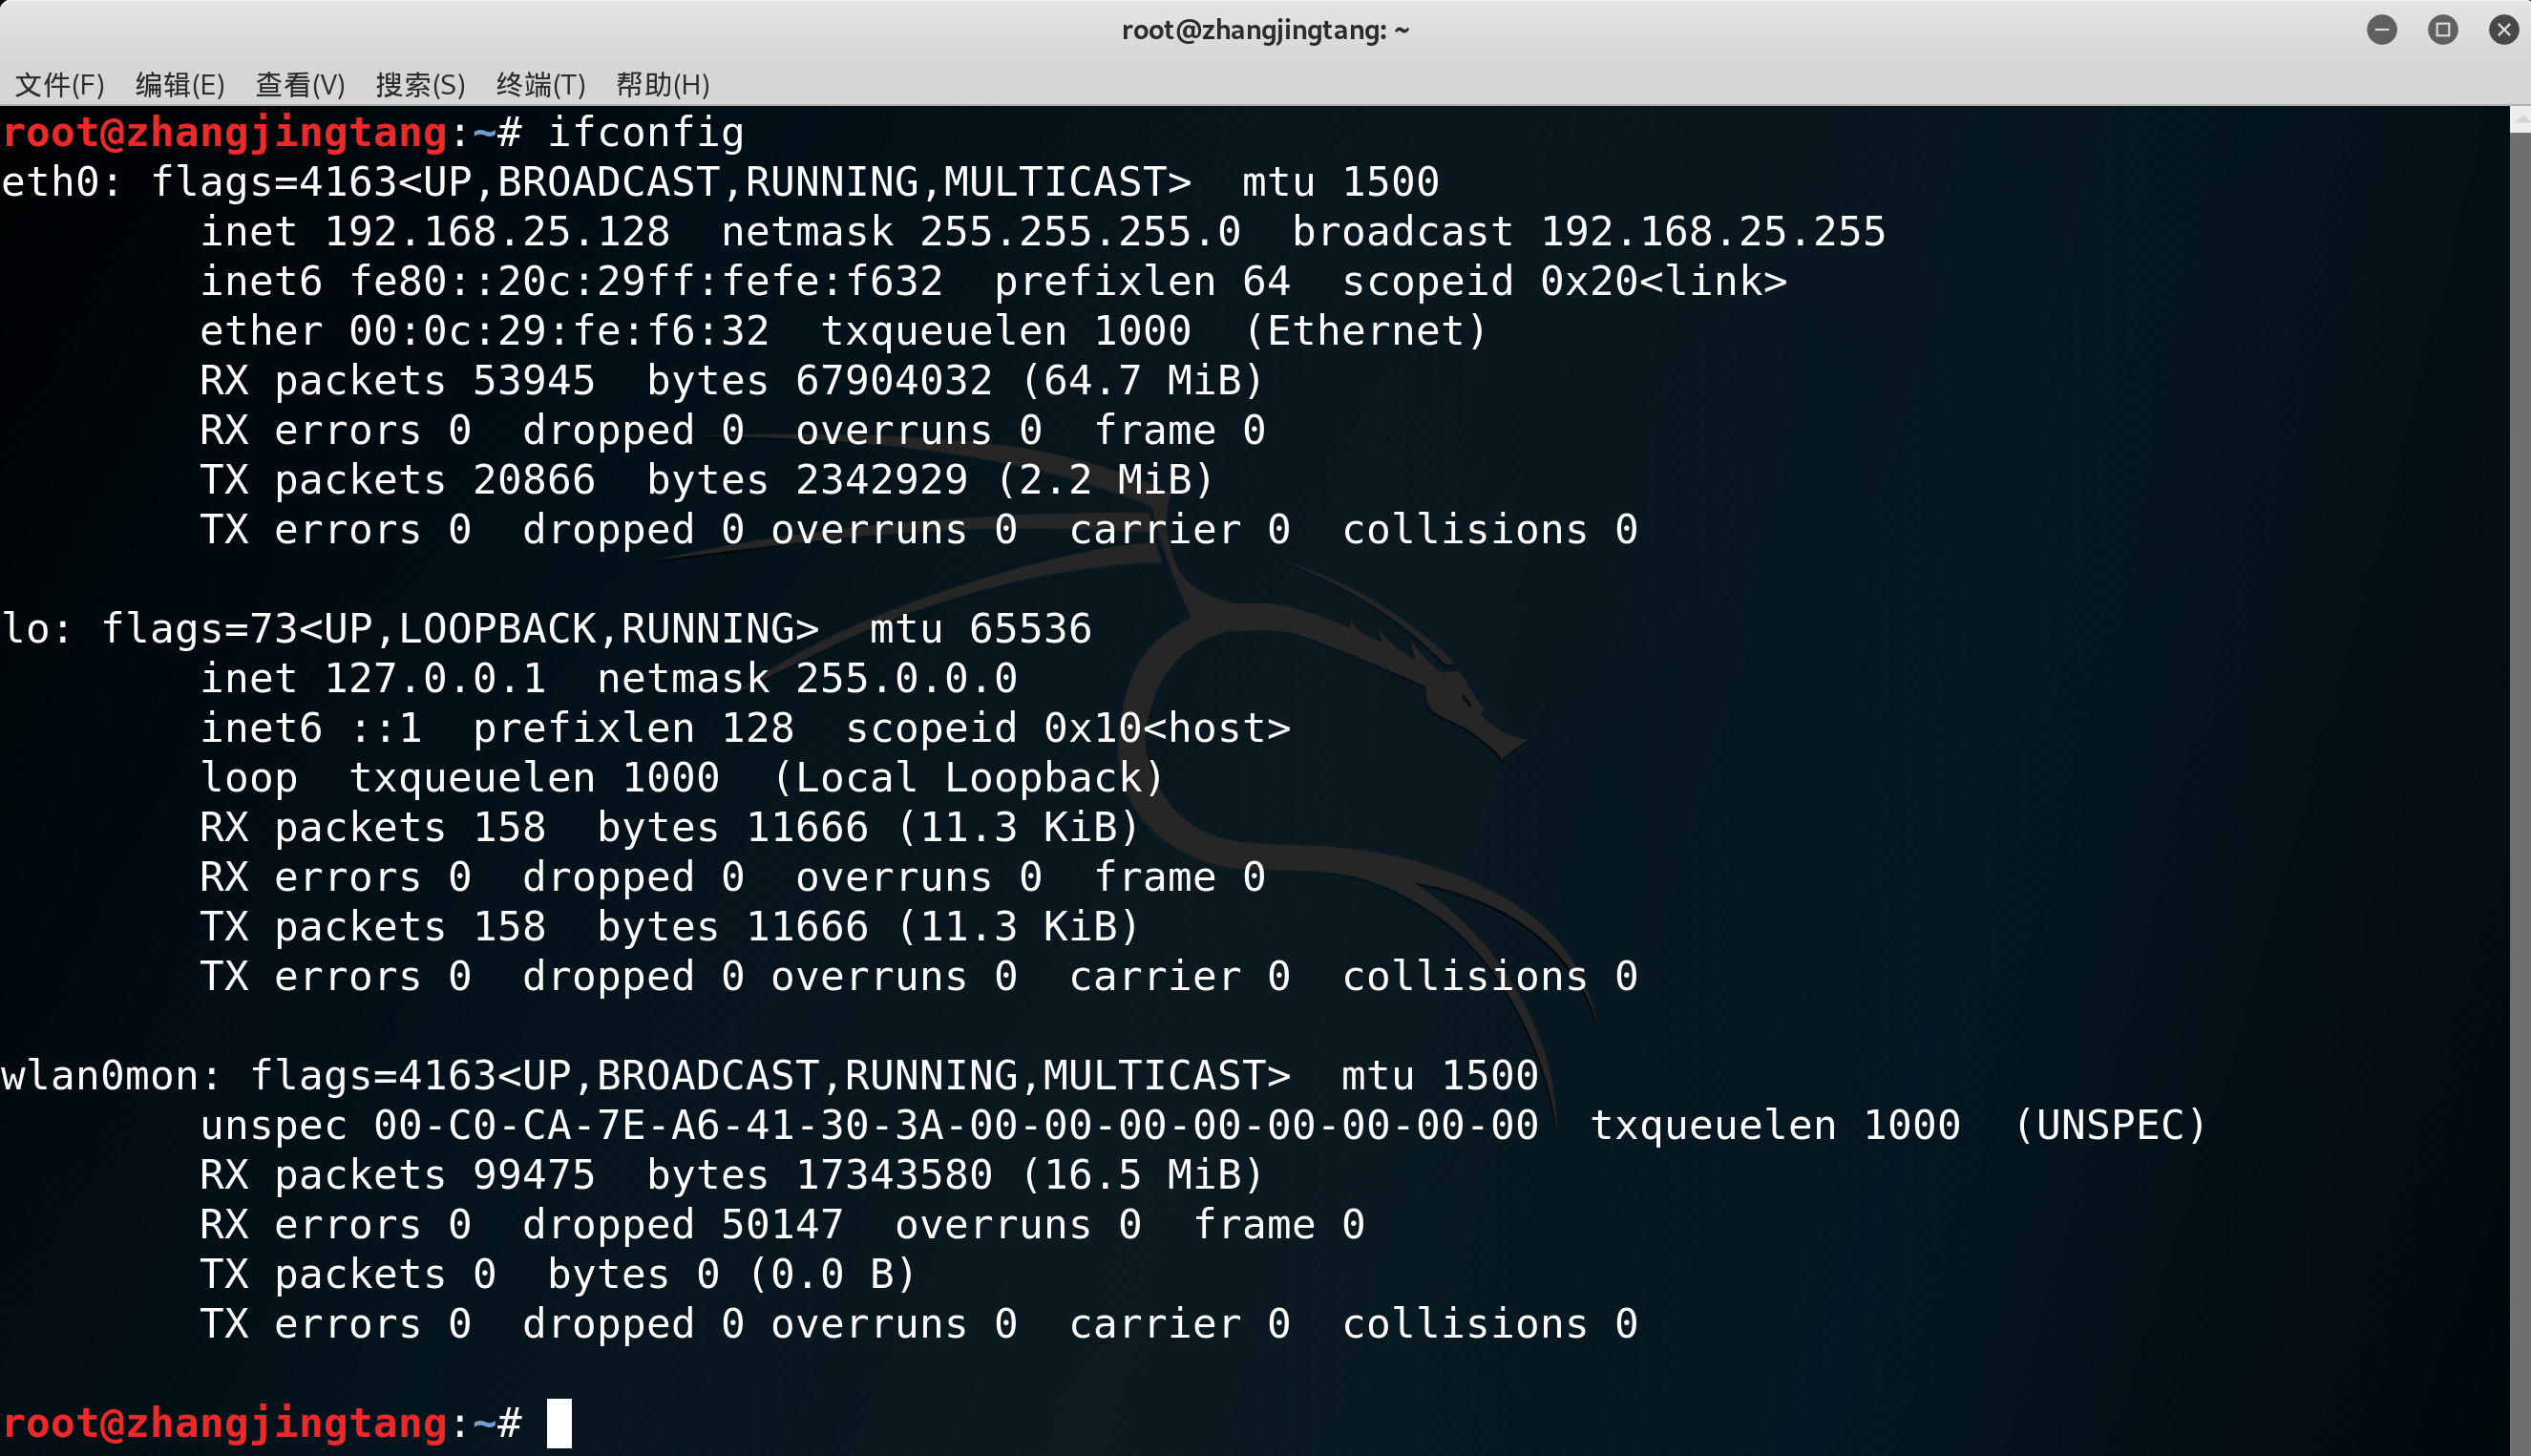 root@zhangjingtang: ~
文件(F) 编辑(E) 查看(V) 搜索(S) 终端(T) 帮助(H)
root@zhangjingtang:~# ifconfig
eth0: flags=4163<UP,BROADCAST,RUNNING,MULTICAST>  mtu 1500
        inet 192.168.25.128  netmask 255.255.255.0  broadcast 192.168.25.255
        inet6 fe80::20c:29ff:fefe:f632  prefixlen 64  scopeid 0x20<link>
        ether 00:0c:29:fe:f6:32  txqueuelen 1000  (Ethernet)
        RX packets 53945  bytes 67904032 (64.7 MiB)
        RX errors 0  dropped 0  overruns 0  frame 0
        TX packets 20866  bytes 2342929 (2.2 MiB)
        TX errors 0  dropped 0 overruns 0  carrier 0  collisions 0
lo: flags=73<UP,LOOPBACK,RUNNING>  mtu 65536
        inet 127.0.0.1  netmask 255.0.0.0
        inet6 ::1  prefixlen 128  scopeid 0x10<host>
        loop  txqueuelen 1000  (Local Loopback)
        RX packets 158  bytes 11666 (11.3 KiB)
        RX errors 0  dropped 0  overruns 0  frame 0
        TX packets 158  bytes 11666 (11.3 KiB)
        TX errors 0  dropped 0 overruns 0  carrier 0  collisions 0
wlan0mon: flags=4163<UP,BROADCAST,RUNNING,MULTICAST>  mtu 1500
        unspec 00-C0-CA-7E-A6-41-30-3A-00-00-00-00-00-00-00-00  txqueuelen 1000  (UNSPEC)
        RX packets 99475  bytes 17343580 (16.5 MiB)
        RX errors 0  dropped 50147  overruns 0  frame 0
        TX packets 0  bytes 0 (0.0 B)
        TX errors 0  dropped 0 overruns 0  carrier 0  collisions 0
root@zhangjingtang:~#